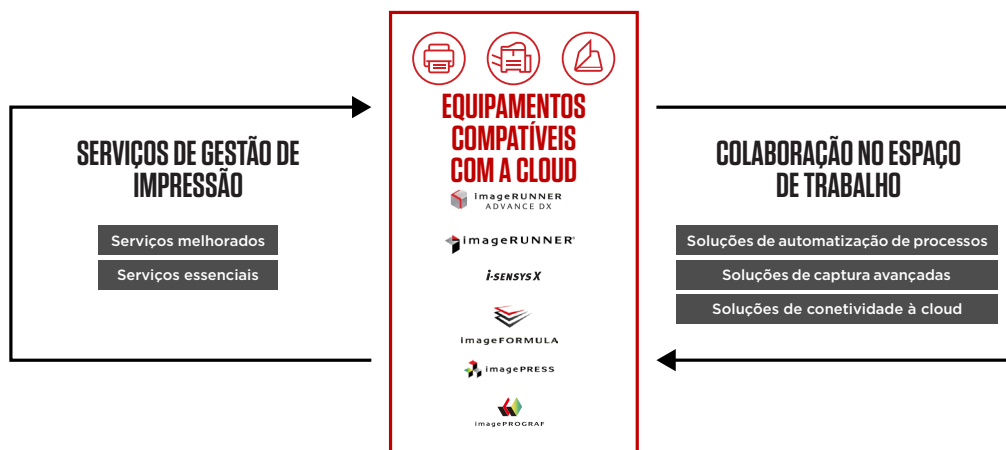 SERVIÇOS DE GESTÃO DE
IMPRESSÃO
Serviços melhorados
Serviços essenciais
EQUIPAMENTOS
COMPATÍVEIS
COM A CLOUD
imageRUNNER
ADVANCE DX
imageRUNNER
i-SENSYS X
imageFORMULA
imagePRESS
imagePROGRAF
COLABORAÇÃO NO ESPAÇO
DE TRABALHO
Soluções de automatização de processos
Soluções de captura avançadas
Soluções de conetividade à cloud